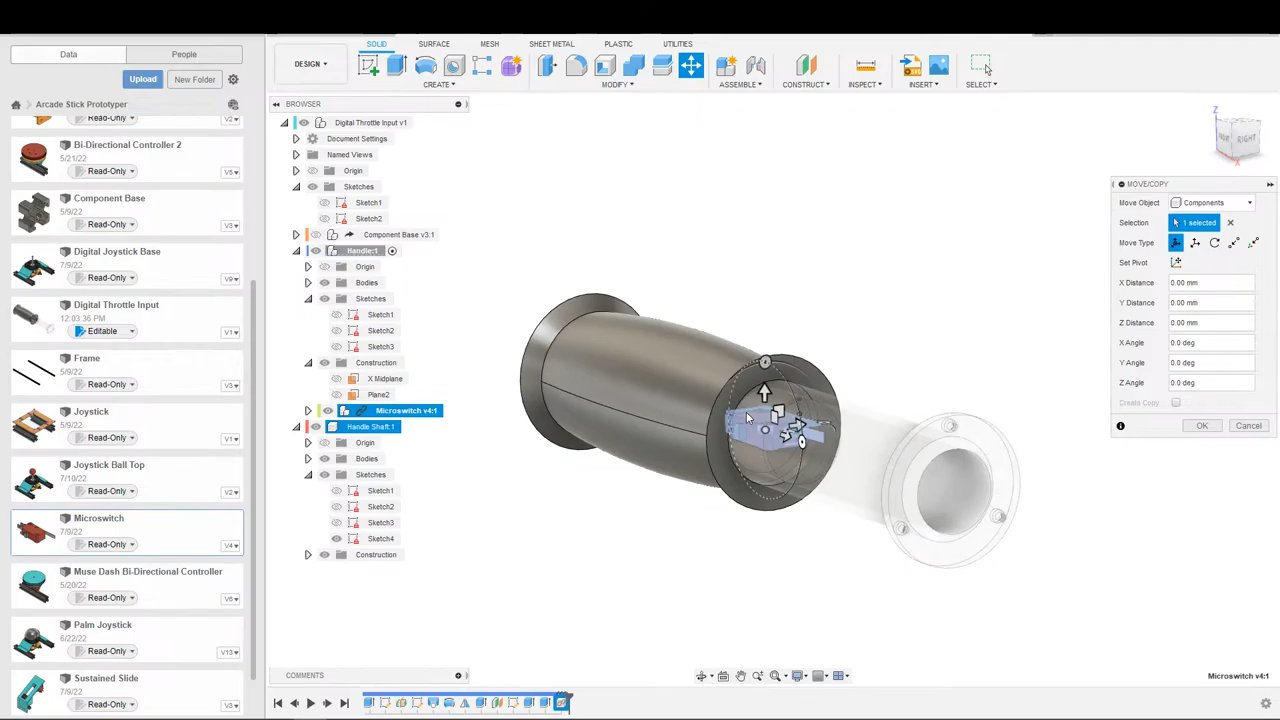 Data
People
Upload
New Folder
Arcade Stick Prototyper
Read-Only
V2
Bi-Directional Controller 2
5/21/22
Read-Only
V5
Component Base
5/9/22
Read-Only
V3
Digital Joystick Base
7/9/22
Read-Only
V9
Digital Throttle Input
12:03:36 PM
Editable
V1
Frame
7/9/22
Read-Only
V3
Joystick
5/9/22
Read-Only
V4
Joystick Ball Top
7/10/22
Read-Only
V2
Microswitch
7/9/22
Read-Only
V4
Muse Dash Bi-Directional Controller
5/20/22
Read-Only
V6
Palm Joystick
6/22/22
Read-Only
V13
Sustained Slide
5/9/22
Read-Only
V3
DESIGN
SOLID
SURFACE
MESH
SHEET METAL
PLASTIC
UTILITIES
CREATE
MODIFY
ASSEMBLE
CONSTRUCT
INSPECT
INSERT
SELECT
BROWSER
Digital Throttle Input v1
Document Settings
Named Views
Origin
Sketches
Sketch1
Sketch2
Component Base v3:1
Handle:1
Origin
Bodies
Sketches
Sketch1
Sketch2
Sketch3
Construction
X Midplane
Plane2
Microswitch v4:1
Handle Shaft:1
Origin
Bodies
Sketches
Sketch1
Sketch2
Sketch3
Sketch4
Construction
Z
RIGHT
X
MOVE/COPY
Move Object
Components
Selection
1 selected
Move Type
Set Pivot
X Distance
0.00 mm
Y Distance
0.00 mm
Z Distance
0.00 mm
X Angle
0.0 deg
Y Angle
0.0 deg
Z Angle
0.0 deg
Create Copy
OK
Cancel
COMMENTS
Microswitch v4:1